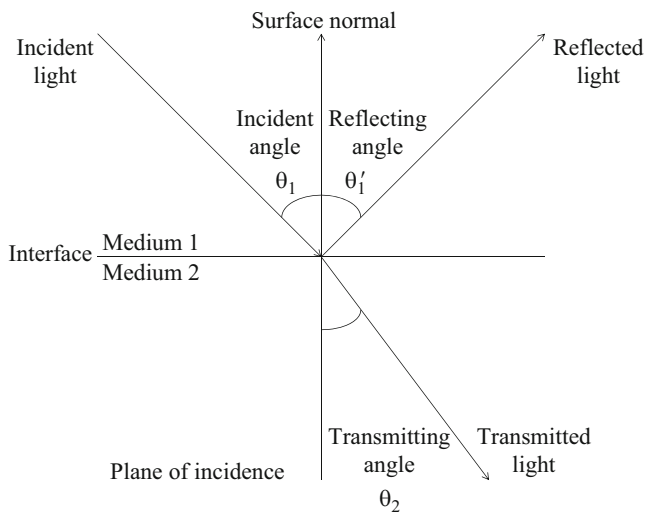 Surface normal
Incident
light
Reflected
light
Incident
angle
θ₁
Reflecting
angle
θ₁′
Interface
Medium 1
Medium 2
Transmitting
angle
θ₂
Transmitted
light
Plane of incidence